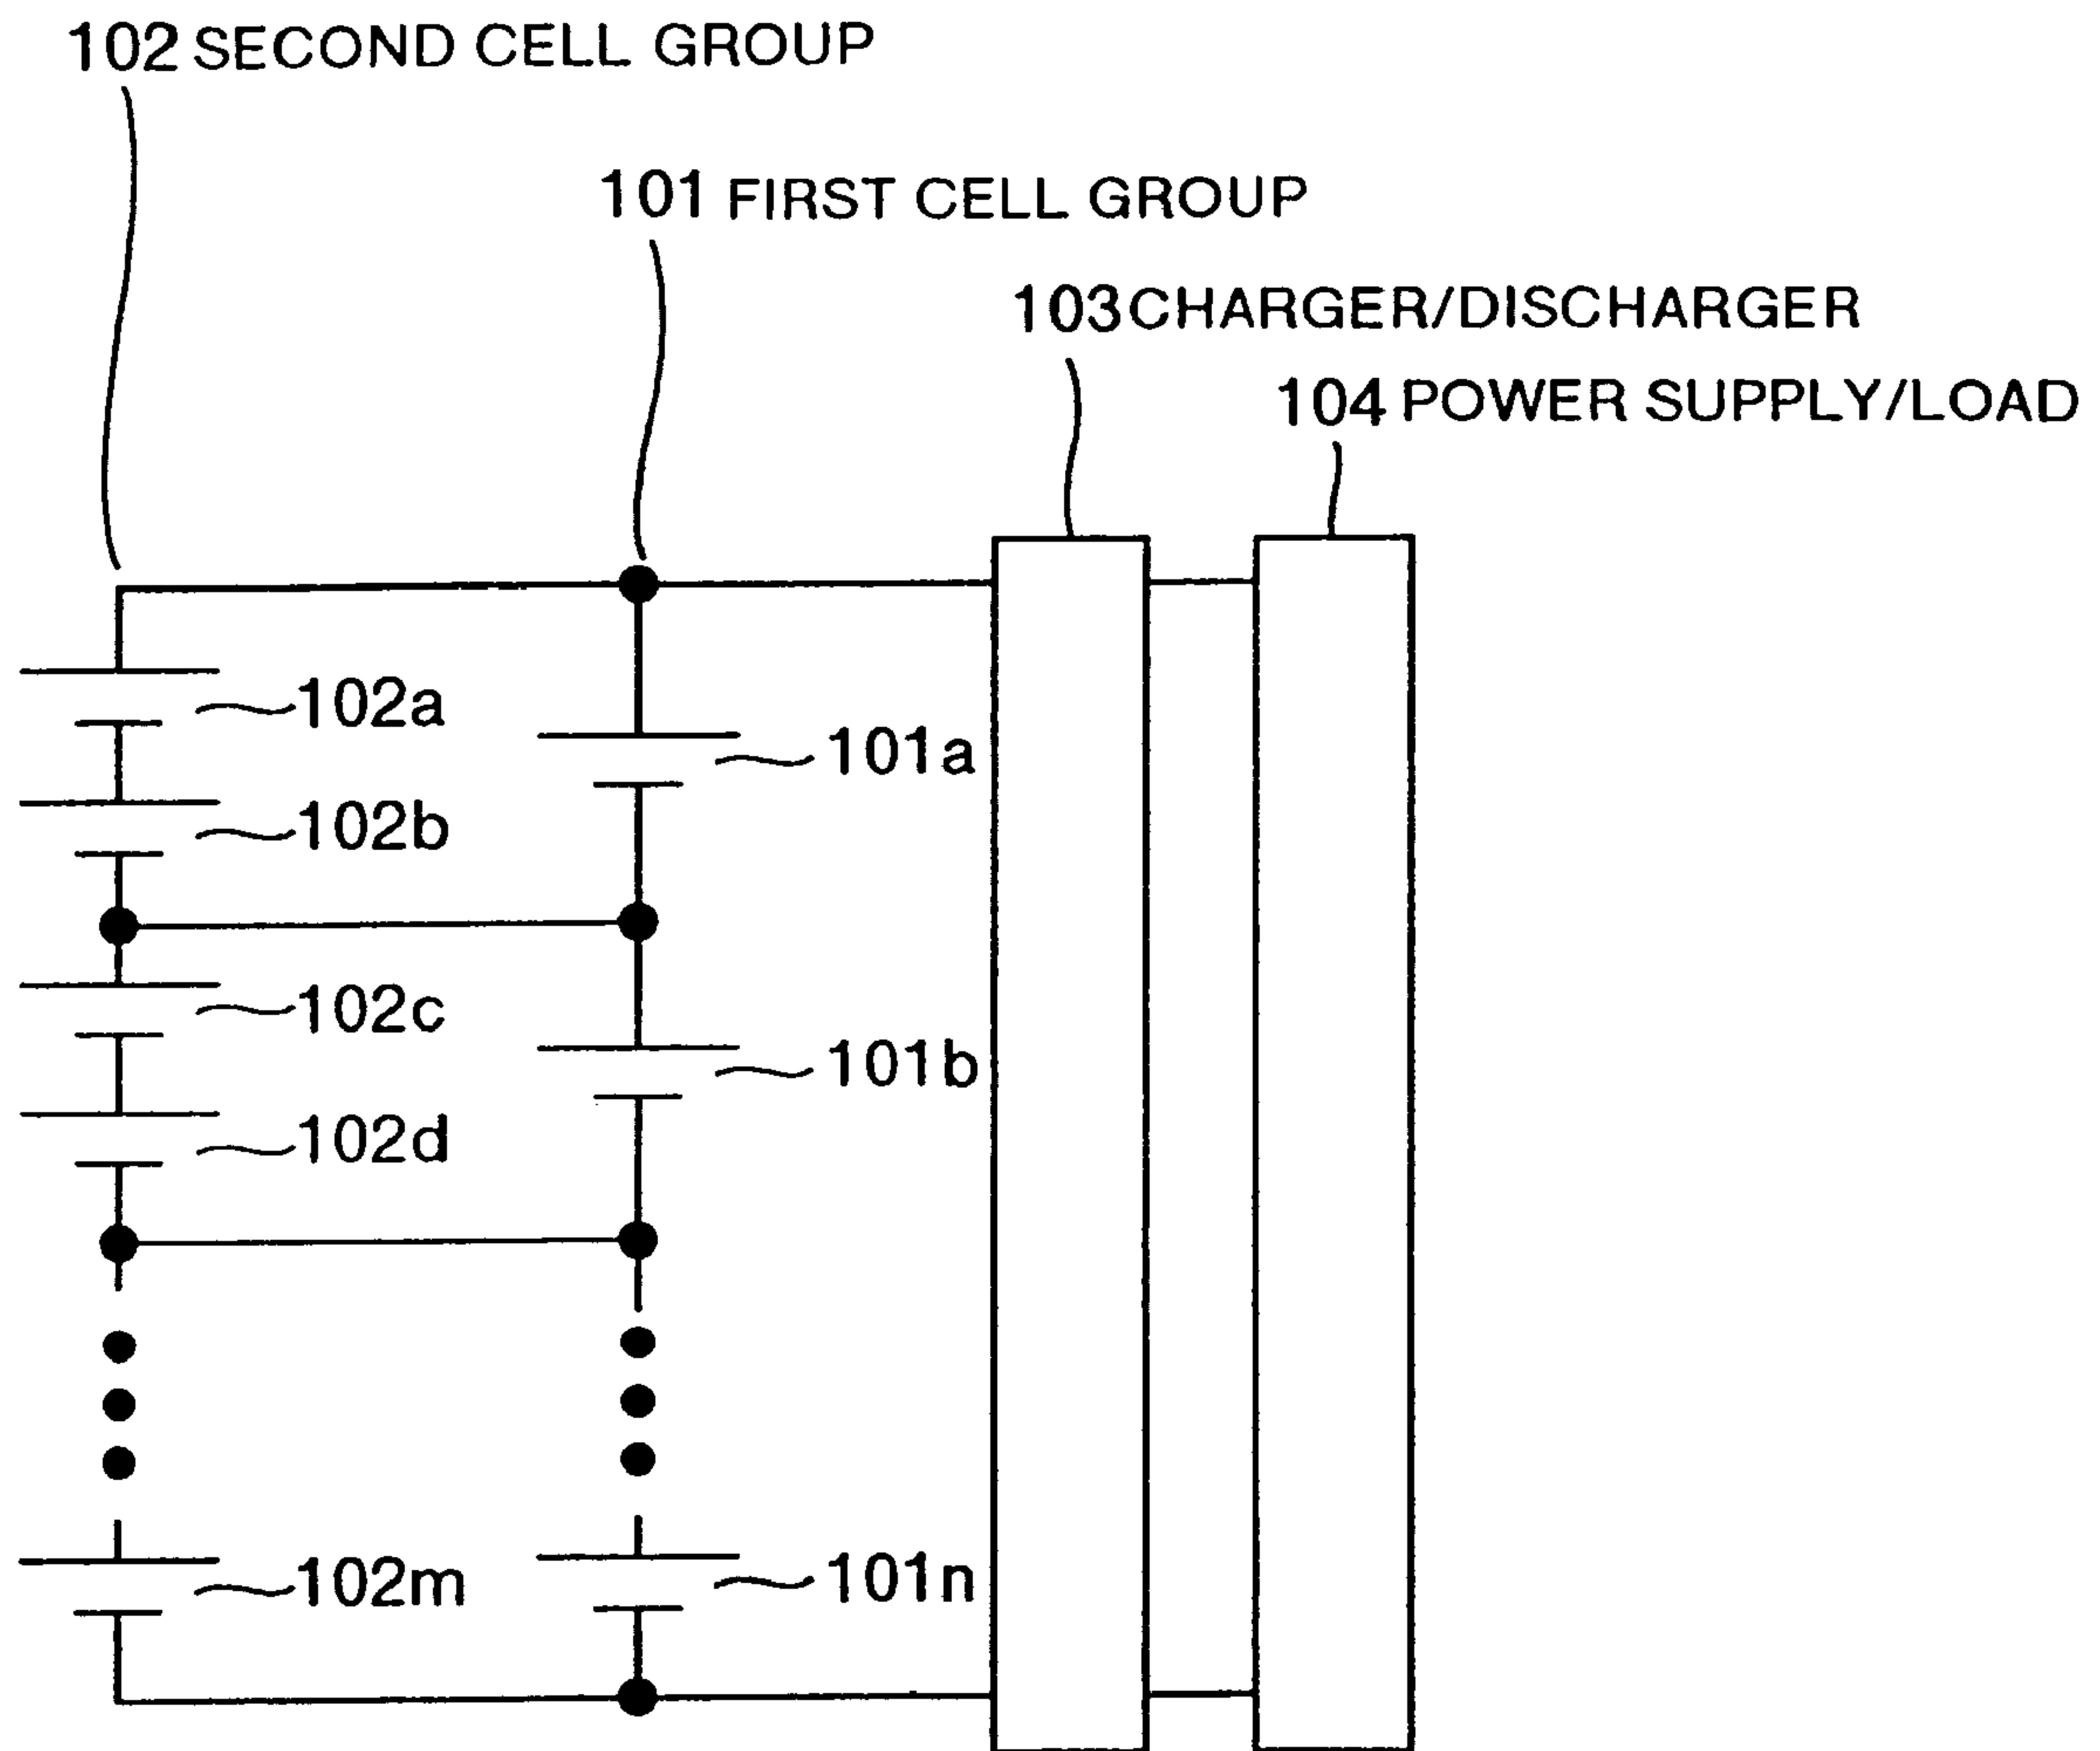 102 SECOND CELL GROUP
101 FIRST CELL GROUP
103 CHARGER/DISCHARGER
104 POWER SUPPLY/LOAD
102a
101a
102b
102c
101b
102d
102m
101n